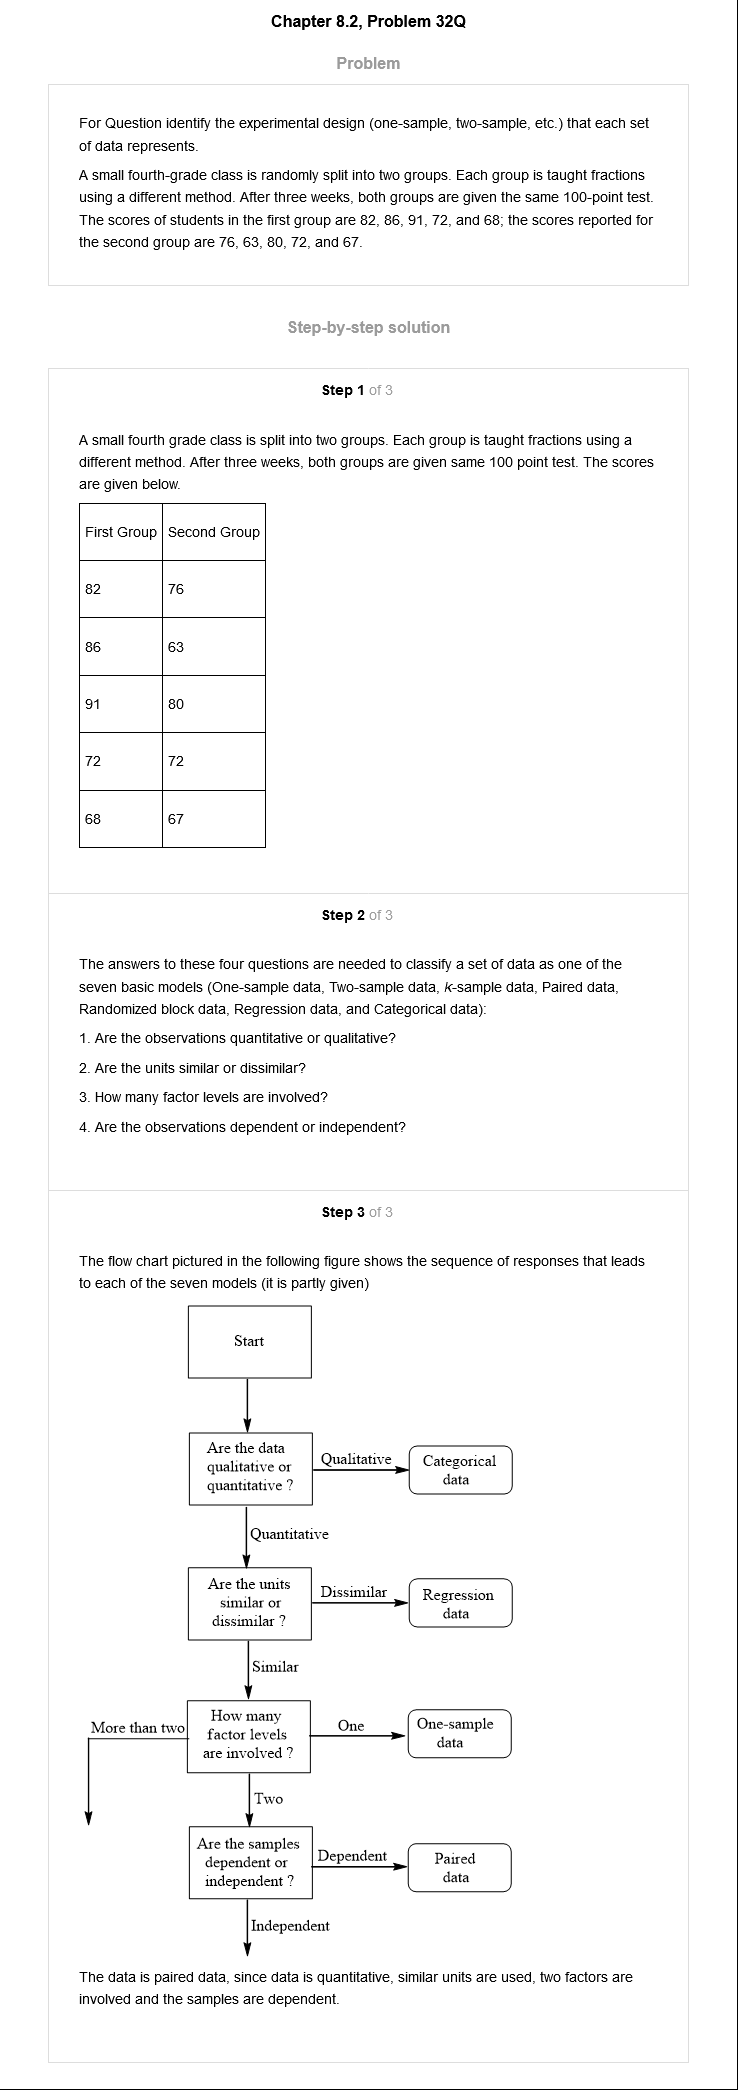 Chapter 8.2, Problem 32Q
Problem
For Question identify the experimental design (one-sample, two-sample, etc.) that each set
of data represents.
A small fourth-grade class is randomly split into two groups. Each group is taught fractions
using a different method. After three weeks, both groups are given the same 100-point test.
The scores of students in the first group are 82, 86, 91, 72, and 68; the scores reported for
the second group are 76, 63, 80, 72, and 67.
Step-by-step solution
Step 1 of 3
A small fourth grade class is split into two groups. Each group is taught fractions using a
different method. After three weeks, both groups are given same 100 point test. The scores
are given below.
First Group Second Group
82 76
86 63
91 80
72 72
68 67
Step 2 of 3
The answers to these four questions are needed to classify a set of data as one of the
seven basic models (One-sample data, Two-sample data, k-sample data, Paired data,
Randomized block data, Regression data, and Categorical data):
1. Are the observations quantitative or qualitative?
2. Are the units similar or dissimilar?
3. How many factor levels are involved?
4. Are the observations dependent or independent?
Step 3 of 3
The flow chart pictured in the following figure shows the sequence of responses that leads
to each of the seven models (it is partly given)
Start
Are the data
qualitative or
quantitative ?
Qualitative
Categorical
data
Quantitative
Are the units
similar or
dissimilar ?
Dissimilar
Regression
data
Similar
More than two
How many
factor levels
are involved ?
One
One-sample
data
Two
Are the samples
dependent or
independent ?
Dependent
Paired
data
Independent
The data is paired data, since data is quantitative, similar units are used, two factors are
involved and the samples are dependent.